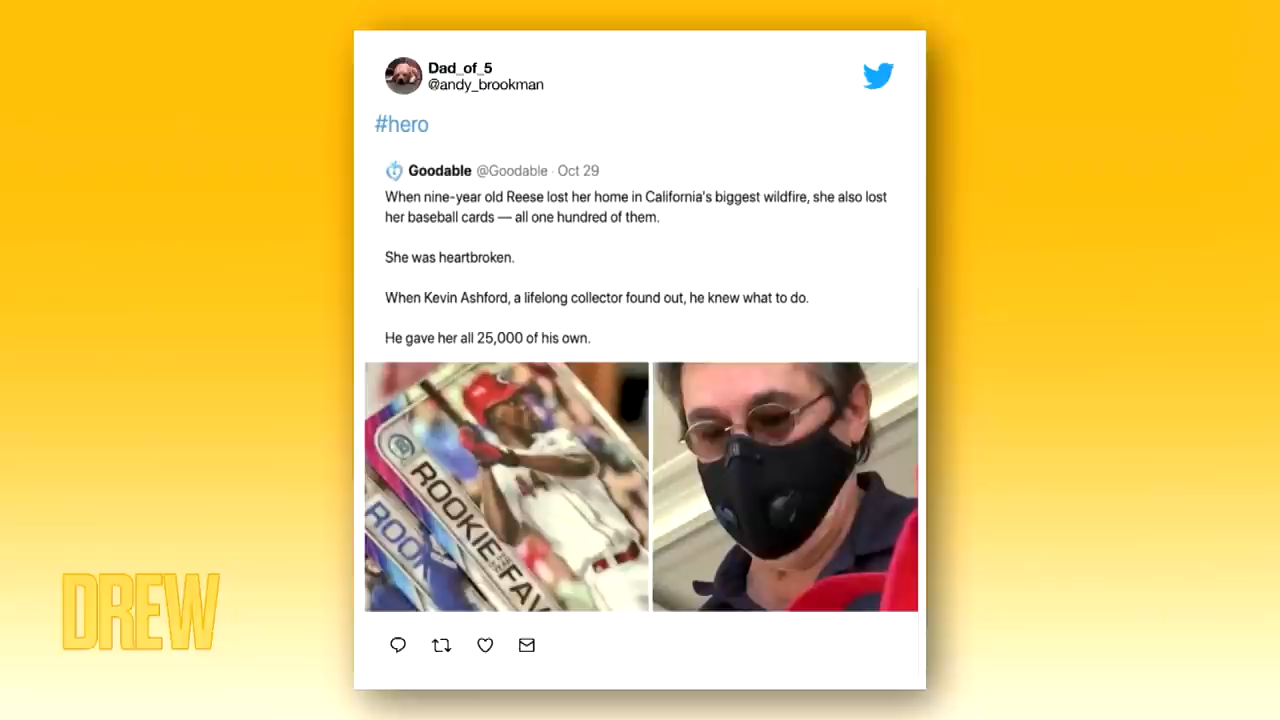 Dad_of_5
@andy_brookman
#hero
Goodable @Goodable · Oct 29
When nine-year old Reese lost her home in California's biggest wildfire, she also lost
her baseball cards — all one hundred of them.
She was heartbroken.
When Kevin Ashford, a lifelong collector found out, he knew what to do.
He gave her all 25,000 of his own.
ROOKIE
FAV
ROOK
DREW